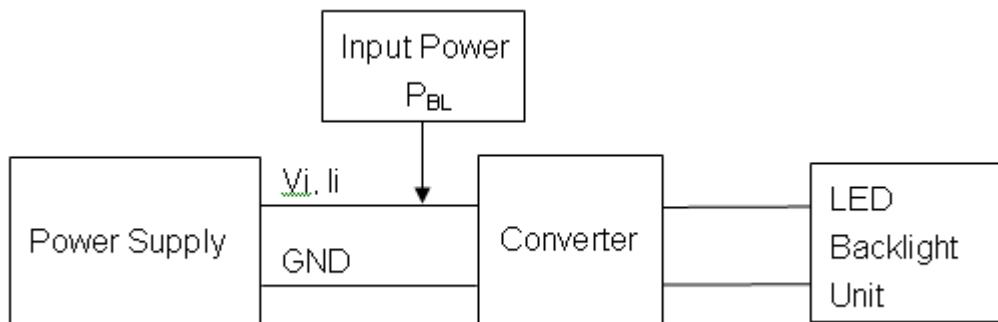 Input Power
PBL
Vi, Ii
Power Supply
GND
Converter
LED
Backlight
Unit